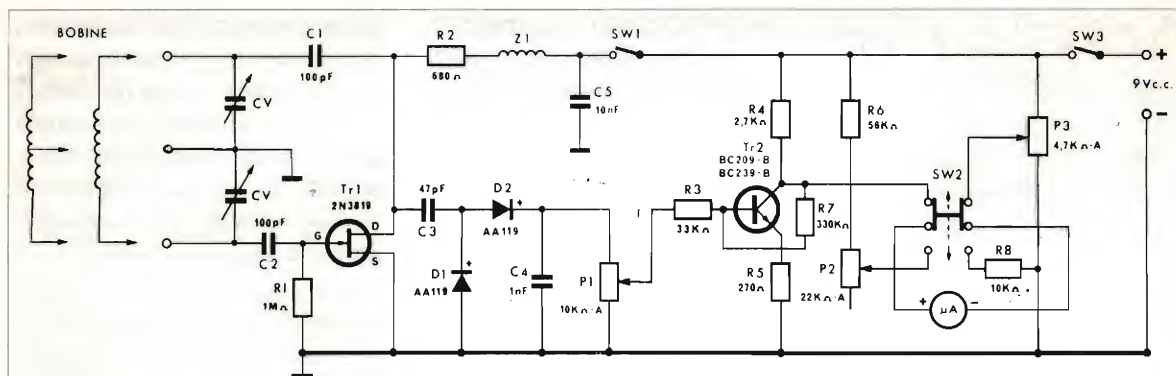 BOBINE
C1
100pF
R2
680Ω
Z1
SW1
SW3
+
9Vc.c.
-
CV
C5
10nF
R4
2,7KΩ
R6
56KΩ
P3
4,7KΩ-A
CV
Tr1
2N3819
100pF
C2
G
D
S
47pF
C3
D2
+
AA119
Tr2
BC209-B
BC239-B
R3
33KΩ
R7
330KΩ
SW2
R1
1MΩ
D1
AA119
+
C4
1nF
P1
10KΩ-A
R5
270Ω
P2
22KΩ-A
R8
10KΩ
+
µA
-